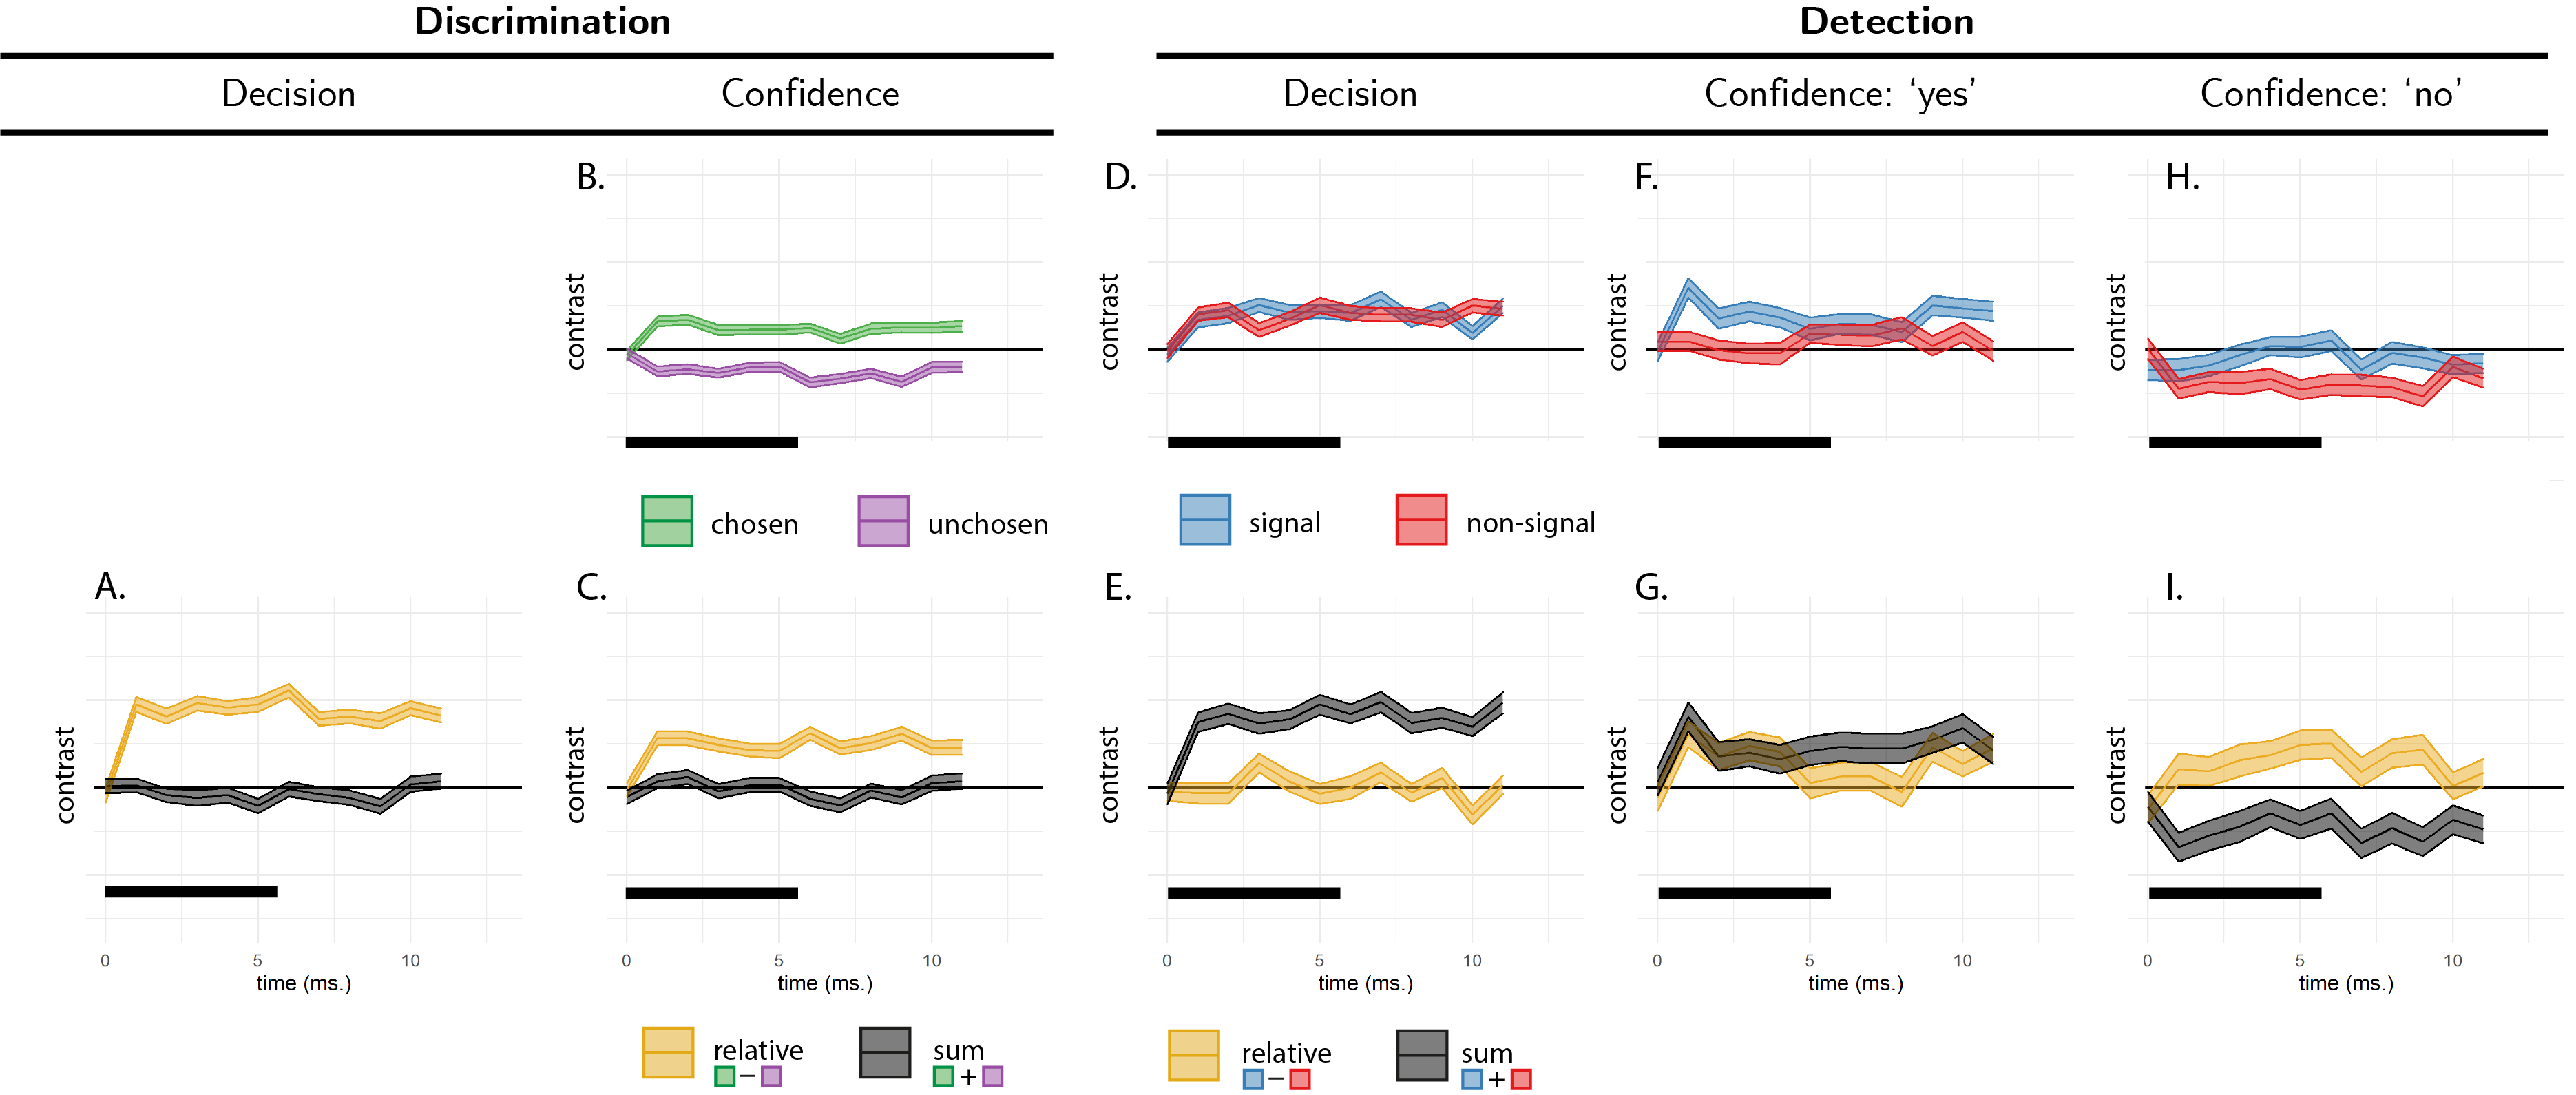 Discrimination
Detection
Decision
Confidence
Decision
Confidence: ‘yes’
Confidence: ‘no’
B.
D.
F.
H.
contrast
contrast
contrast
contrast
chosen
unchosen
signal
non-signal
A.
C.
E.
G.
I.
contrast
contrast
contrast
contrast
contrast
0 5 10
0 5 10
0 5 10
0 5 10
0 5 10
time (ms.)
time (ms.)
time (ms.)
time (ms.)
time (ms.)
relative
–
sum
+
relative
–
sum
+